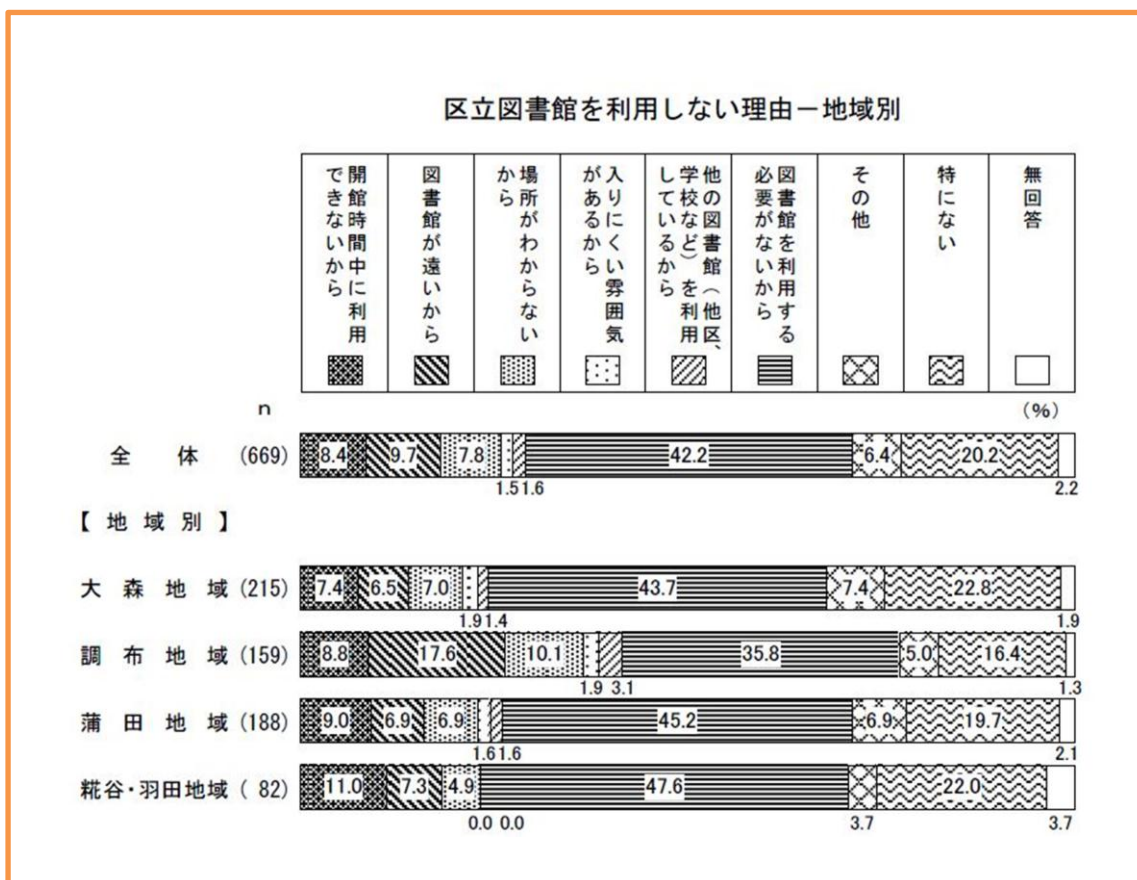 区立図書館を利用しない理由－地域別
開館時間中に利用
できないから
図書館が遠いから
場所がわからない
から
入りにくい雰囲気
があるから
他の図書館（他区、
学校など）を利用
しているから
図書館を利用する
必要がないから
その他
特にない
無回答
n
(%)
全体 (669) 8.4 9.7 7.8 42.2 6.4 20.2
1.5 1.6 2.2
【地域別】
大森地域 (215) 7.4 6.5 7.0 43.7 7.4 22.8
1.9 1.4 1.9
調布地域 (159) 8.8 17.6 10.1 35.8 5.0 16.4
1.9 3.1 1.3
蒲田地域 (188) 9.0 6.9 6.9 45.2 6.9 19.7
1.6 1.6 2.1
糀谷・羽田地域 ( 82) 11.0 7.3 4.9 47.6 22.0
0.0 0.0 3.7 3.7